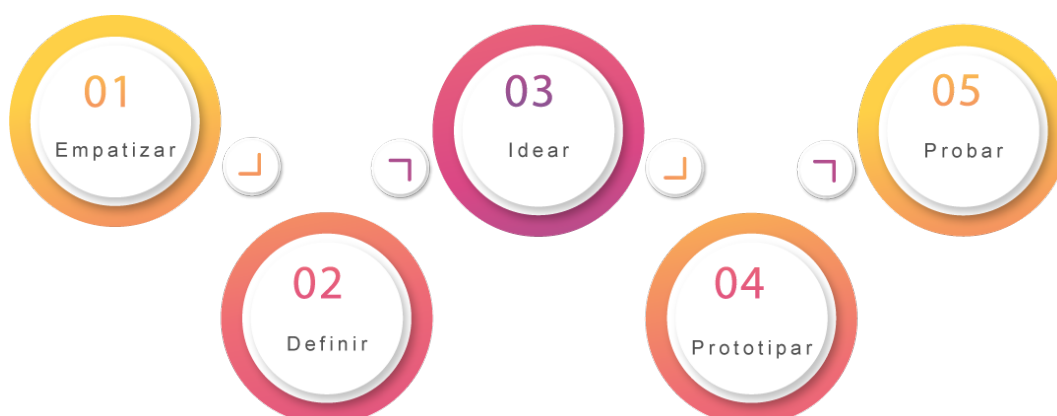 01
Empatizar
02
Definir
03
Idear
04
Prototipar
05
Probar